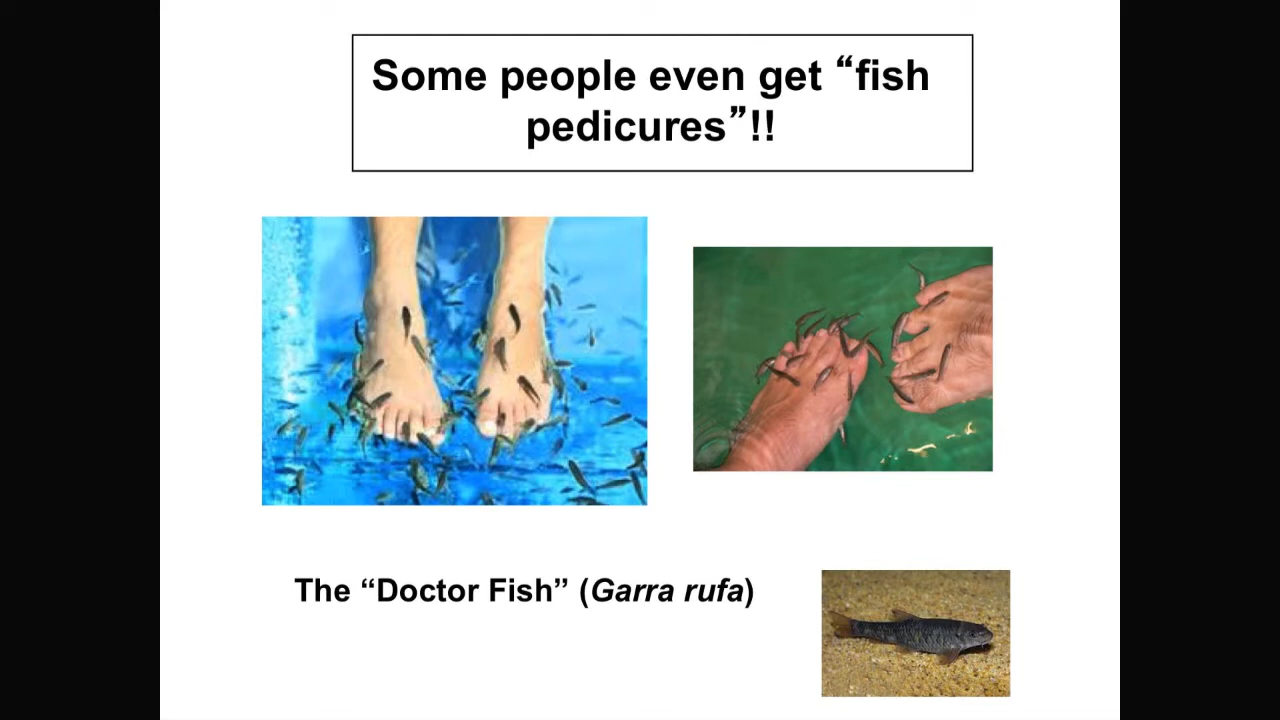 Some people even get “fish
pedicures”!!
The “Doctor Fish” (Garra rufa)